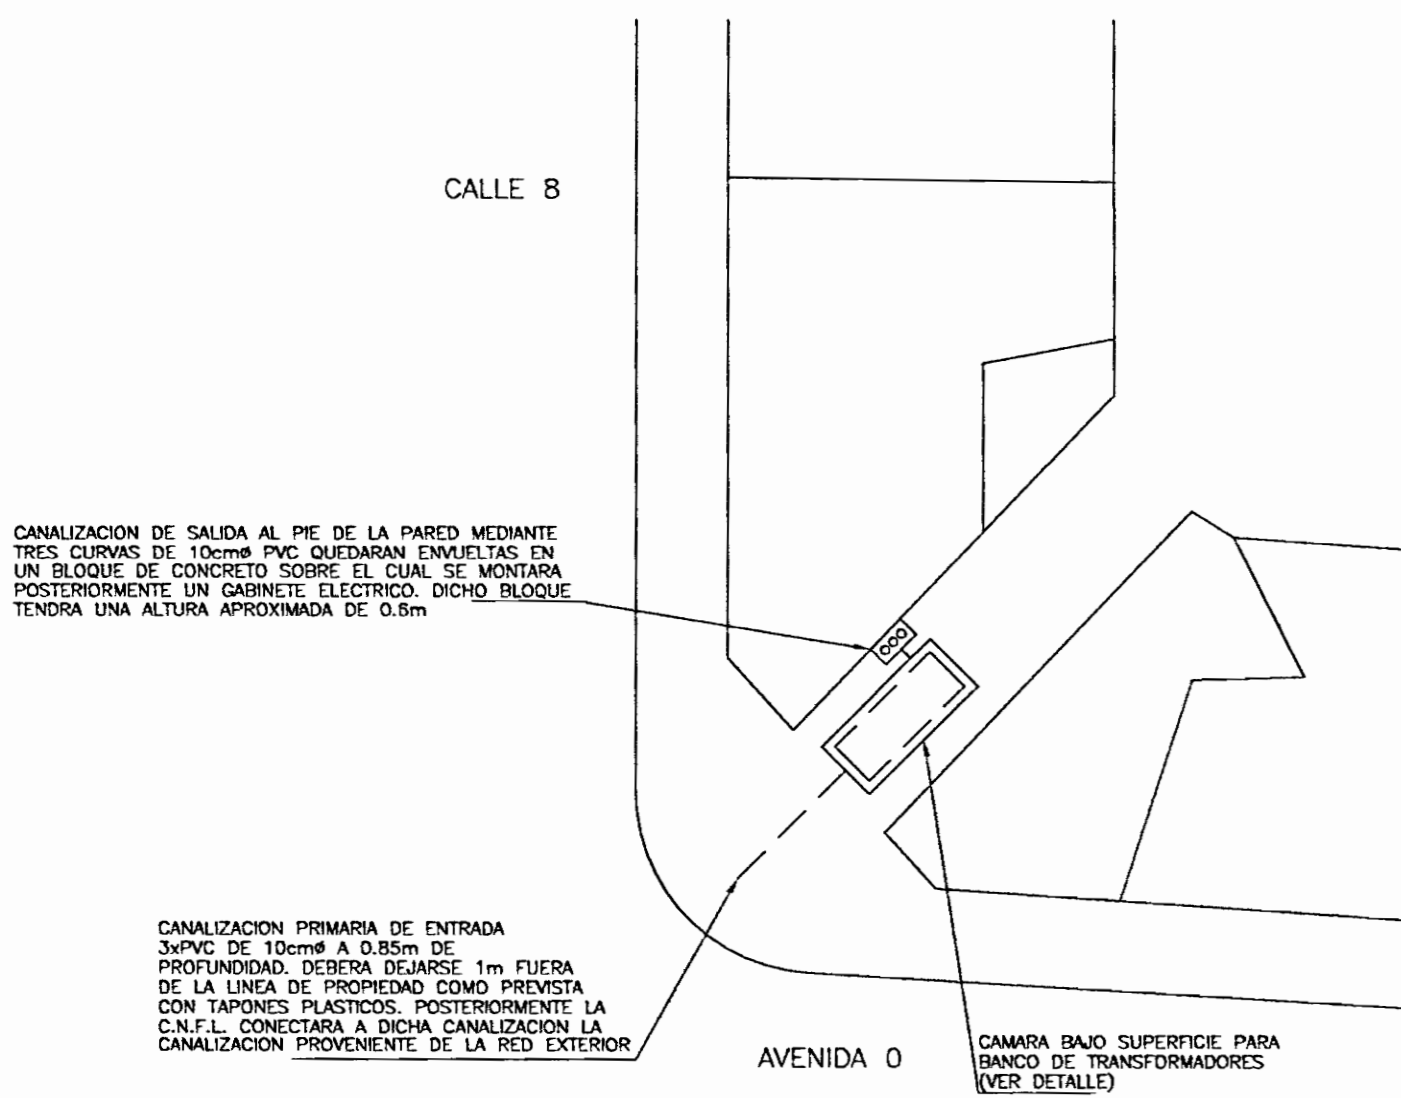 CALLE 8
CANALIZACION DE SALIDA AL PIE DE LA PARED MEDIANTE
TRES CURVAS DE 10cmø PVC QUEDARAN ENVUELTAS EN
UN BLOQUE DE CONCRETO SOBRE EL CUAL SE MONTARA
POSTERIORMENTE UN GABINETE ELECTRICO. DICHO BLOQUE
TENDRA UNA ALTURA APROXIMADA DE 0.6m
CANALIZACION PRIMARIA DE ENTRADA
3xPVC DE 10cmø A 0.85m DE
PROFUNDIDAD. DEBERA DEJARSE 1m FUERA
DE LA LINEA DE PROPIEDAD COMO PREVISTA
CON TAPONES PLASTICOS. POSTERIORMENTE LA
C.N.F.L. CONECTARA A DICHA CANALIZACION LA
CANALIZACION PROVENIENTE DE LA RED EXTERIOR
AVENIDA 0
CAMARA BAJO SUPERFICIE PARA
BANCO DE TRANSFORMADORES
(VER DETALLE)